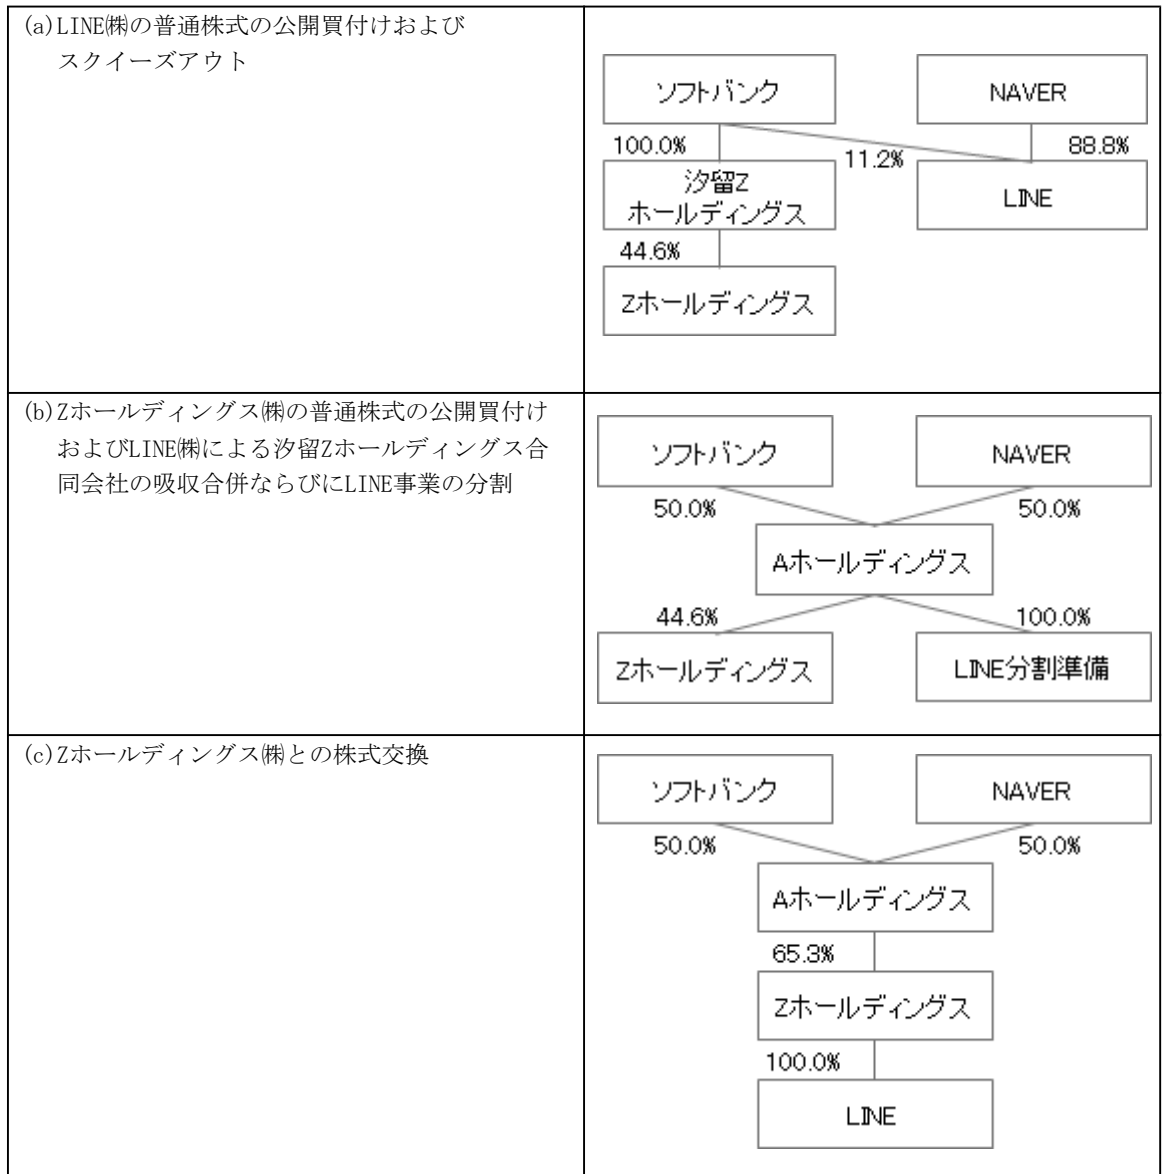 (a)LINE㈱の普通株式の公開買付けおよび
スクイーズアウト
ソフトバンク
NAVER
100.0%
11.2%
88.8%
汐留Z
ホールディングス
LINE
44.6%
Zホールディングス
(b)Zホールディングス㈱の普通株式の公開買付け
およびLINE㈱による汐留Zホールディングス合
同会社の吸収合併ならびにLINE事業の分割
ソフトバンク
NAVER
50.0%
50.0%
Aホールディングス
44.6%
100.0%
Zホールディングス
LINE分割準備
(c)Zホールディングス㈱との株式交換
ソフトバンク
NAVER
50.0%
50.0%
Aホールディングス
65.3%
Zホールディングス
100.0%
LINE